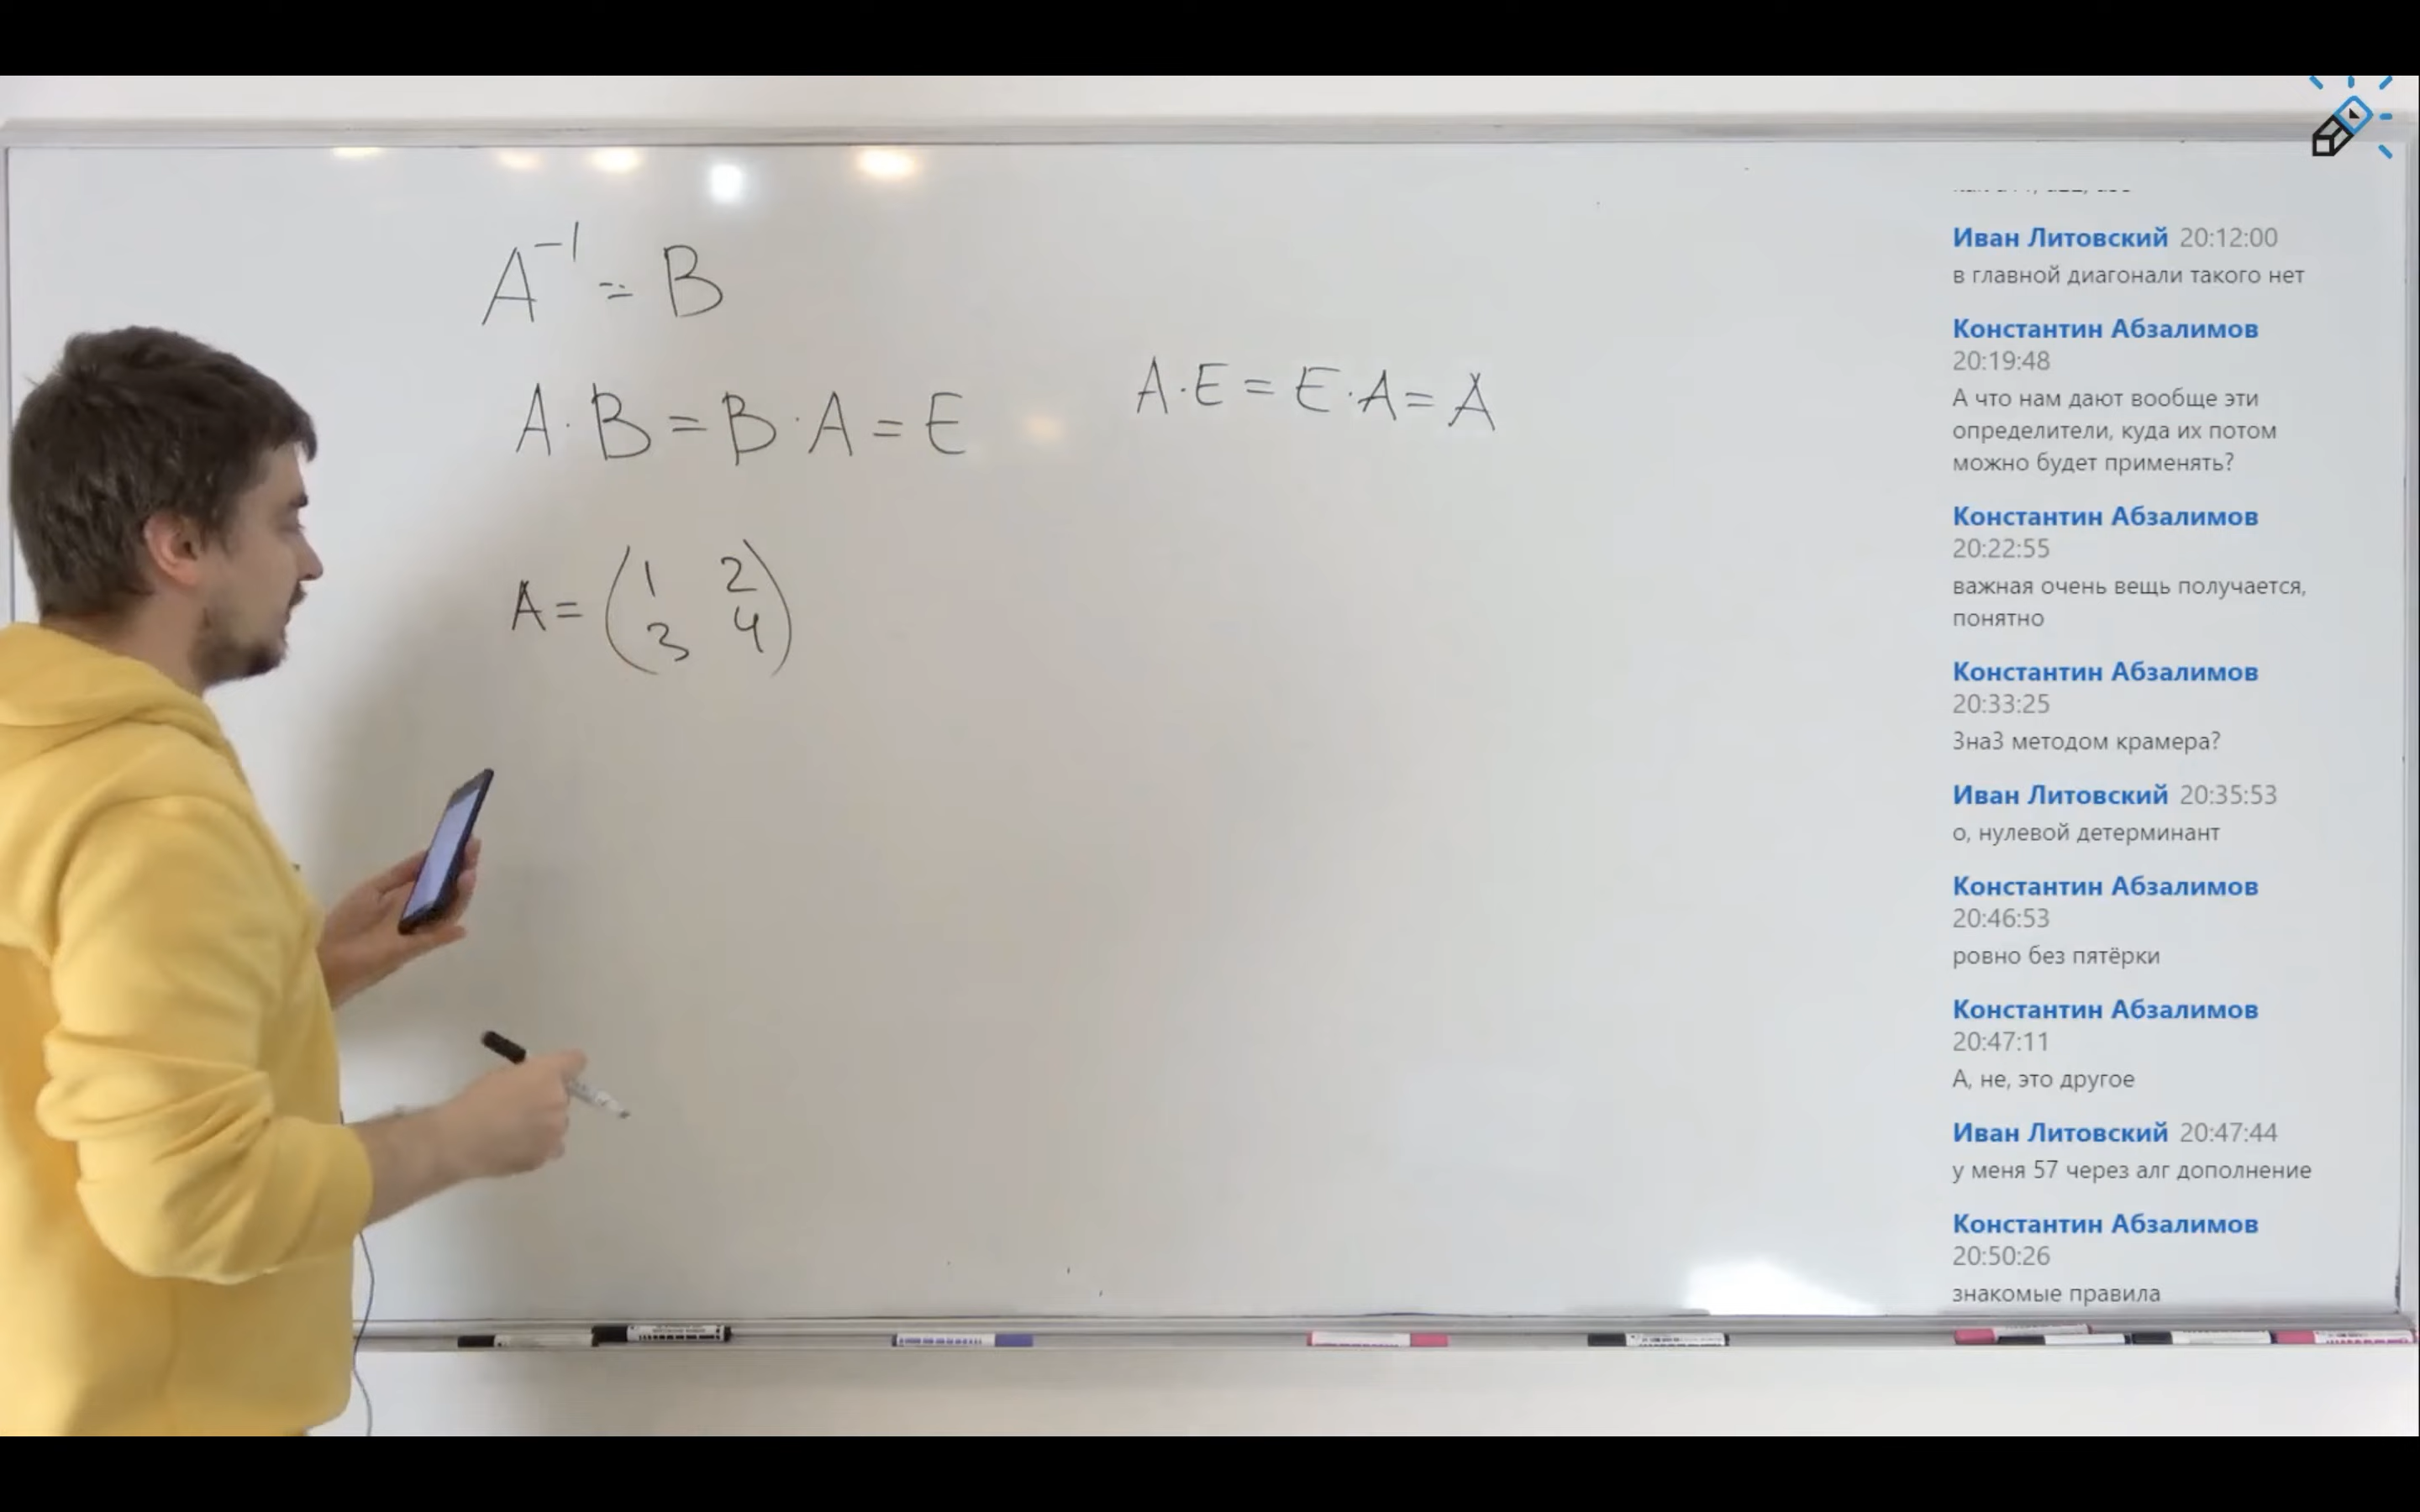 A⁻¹ = B
A·B = B·A = E
A·E = E·A = A
A = (1 2
3 4)
Иван Литовский 20:12:00
в главной диагонали такого нет
Константин Абзалимов
20:19:48
А что нам дают вообще эти
определители, куда их потом
можно будет применять?
Константин Абзалимов
20:22:55
важная очень вещь получается,
понятно
Константин Абзалимов
20:33:25
3на3 методом крамера?
Иван Литовский 20:35:53
о, нулевой детерминант
Константин Абзалимов
20:46:53
ровно без пятёрки
Константин Абзалимов
20:47:11
А, не, это другое
Иван Литовский 20:47:44
у меня 57 через алг дополнение
Константин Абзалимов
20:50:26
знакомые правила